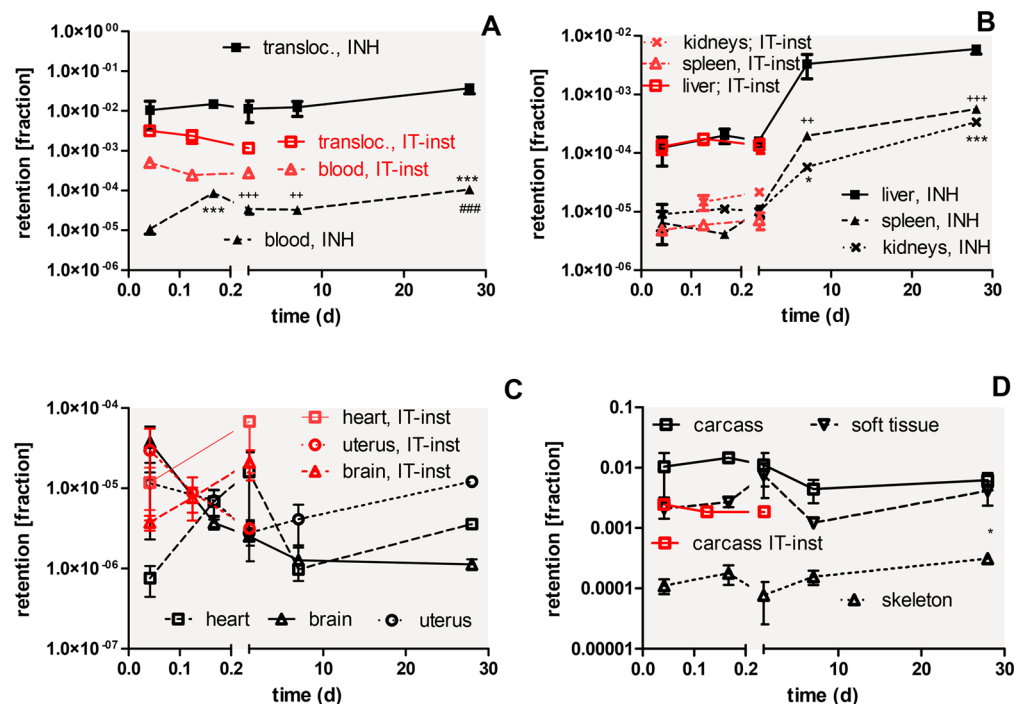 A
1.0×10+00
1.0×10-01
1.0×10-02
1.0×10-03
1.0×10-04
1.0×10-05
1.0×10-06
retention [fraction]
transloc., INH
transloc., IT-inst
blood, IT-inst
blood, INH
***
+++
++
***
###
0.0 0.1 0.2 10 20 30
time (d)
B
1.0×10-02
1.0×10-03
1.0×10-04
1.0×10-05
1.0×10-06
retention [fraction]
kidneys; IT-inst
spleen, IT-inst
liver; IT-inst
++
*
+++
***
liver, INH
spleen, INH
kidneys, INH
0.0 0.1 0.2 10 20 30
time (d)
C
1.0×10-04
1.0×10-05
1.0×10-06
1.0×10-07
retention [fraction]
heart, IT-inst
uterus, IT-inst
brain, IT-inst
heart brain uterus
0.0 0.1 0.2 10 20 30
time (d)
D
0.1
0.01
0.001
0.0001
0.00001
retention [fraction]
carcass soft tissue
carcass IT-inst
*
skeleton
0.0 0.1 0.2 10 20 30
time (d)